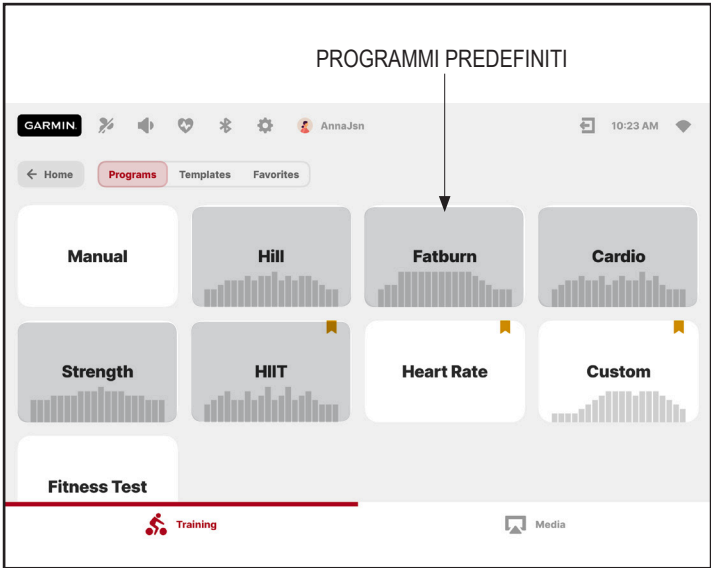 PROGRAMMI PREDEFINITI
GARMIN. AnnaJsn 10:23 AM
← Home Programs Templates Favorites
Manual Hill Fatburn Cardio
Strength HIIT Heart Rate Custom
Fitness Test
Training Media